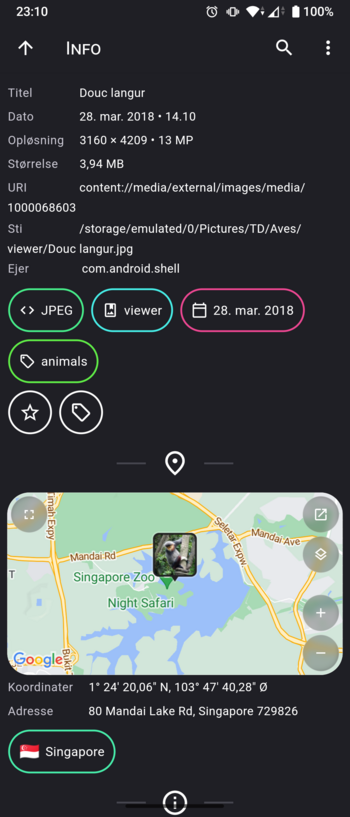 23:10
100%
INFO
Titel Douc langur
Dato 28. mar. 2018 • 14.10
Opløsning 3160 × 4209 • 13 MP
Størrelse 3,94 MB
URI content://media/external/images/media/
1000068603
Sti /storage/emulated/0/Pictures/TD/Aves/
viewer/Douc langur.jpg
Ejer com.android.shell
JPEG viewer 28. mar. 2018
animals
Mandai Rd
Seletar Expy.
Mandai Ave
T
Singapore Zoo
Night Safari
Google
Koordinater 1° 24' 20,06" N, 103° 47' 40,28" Ø
Adresse 80 Mandai Lake Rd, Singapore 729826
Singapore